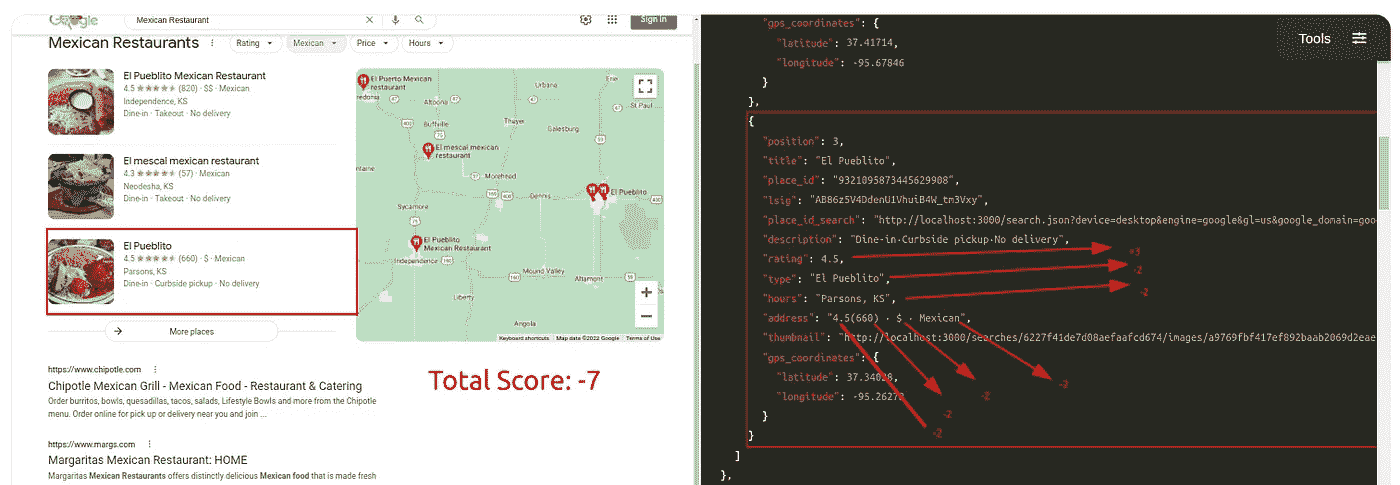 Google
Mexican Restaurant
Sign in
Mexican Restaurants
Rating
Mexican
Price
Hours
El Pueblito Mexican Restaurant
4.5 (820) · $$ · Mexican
Independence, KS
Dine-in · Takeout · No delivery
El mescal mexican restaurant
4.3 (57) · Mexican
Neodesha, KS
Dine-in · Takeout · No delivery
El Pueblito
4.5 (660) · $ · Mexican
Parsons, KS
Dine-in · Curbside pickup · No delivery
More places
El Puerto Mexican
restaurant
edonia
Altoona
Urbana
Erie
St Paul
Buffville
Thayer
Galesburg
El mescal mexican
restaurant
Morehead
Dennis
El Pueblito
Sycamore
El Pueblito
Mexican Restaurant
Independence
Mound Valley
Altamont
Liberty
Angola
Keyboard shortcuts
Map data ©2022 Google
Terms of Use
https://www.chipotle.com
Chipotle Mexican Grill - Mexican Food - Restaurant & Catering
Order burritos, bowls, quesadillas, tacos, salads, Lifestyle Bowls and more from the Chipotle
menu. Order online for pick up or delivery near you and join ...
https://www.margs.com
Margaritas Mexican Restaurant: HOME
Margaritas Mexican Restaurants offers distinctly delicious Mexican food that is made fresh
Total Score: -7
Tools
"gps_coordinates": {
"latitude": 37.41714,
"longitude": -95.67846
}
},
{
"position": 3,
"title": "El Pueblito",
"place_id": "9321095873445629908",
"lsig": "AB86z5V4DdenU1VhuiB4W_tm3Vxy",
"place_id_search": "http://localhost:3000/search.json?device=desktop&engine=google&gl=us&google_domain=goo
"description": "Dine-in·Curbside pickup·No delivery",
"rating": 4.5,
+3
"type": "El Pueblito",
-2
"hours": "Parsons, KS",
-2
"address": "4.5(660) · $ · Mexican",
"thumbnail": "http://localhost:3000/searches/6227f41de7d08aefaafcd674/images/a9769fbf417ef892baab2069d2eae
"gps_coordinates": {
"latitude":
-2
"longitude":
-2
-2
-2
}
}
]
},